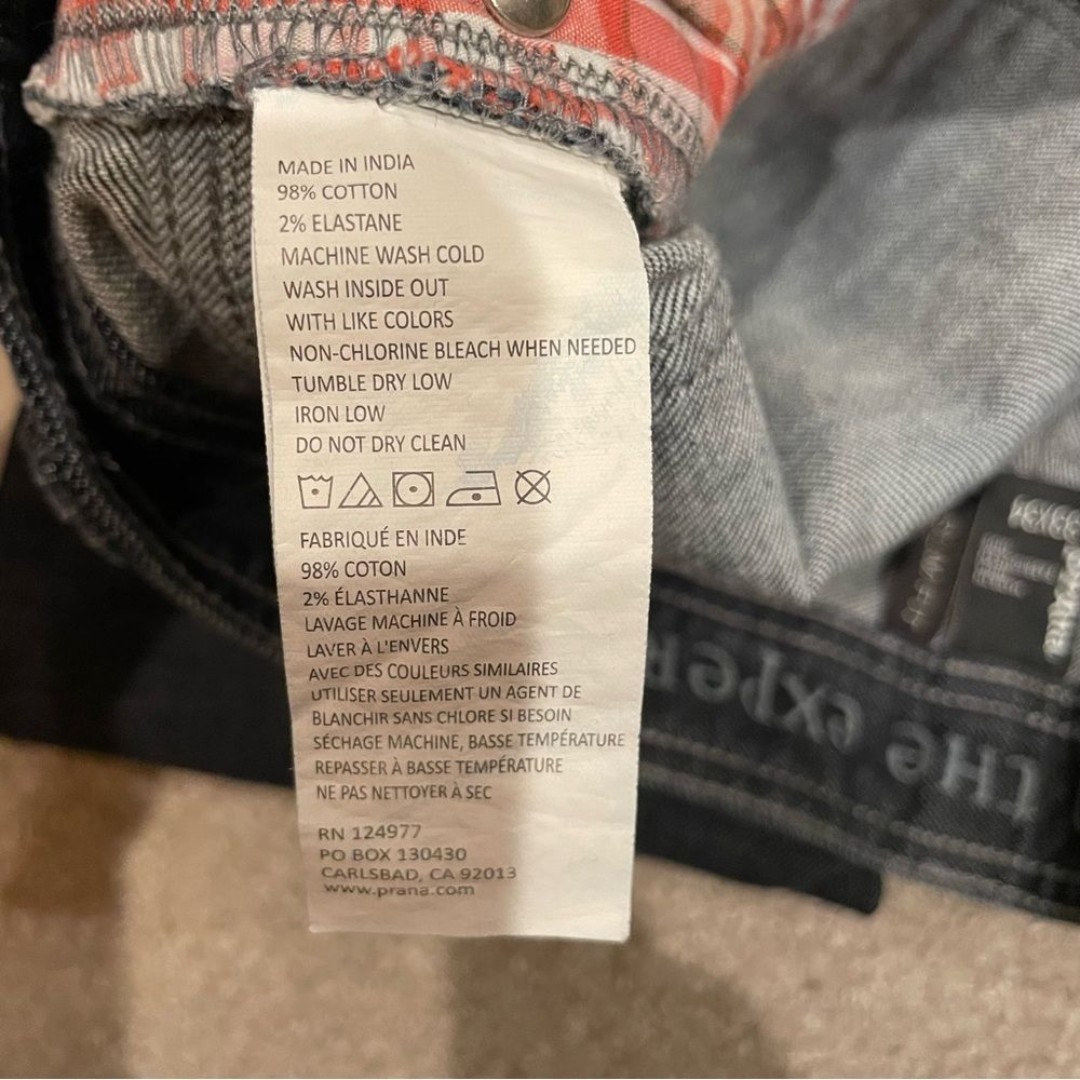 MADE IN INDIA
98% COTTON
2% ELASTANE
MACHINE WASH COLD
WASH INSIDE OUT
WITH LIKE COLORS
NON-CHLORINE BLEACH WHEN NEEDED
TUMBLE DRY LOW
IRON LOW
DO NOT DRY CLEAN
FABRIQUÉ EN INDE
98% COTON
2% ÉLASTHANNE
LAVAGE MACHINE À FROID
LAVER À L'ENVERS
AVEC DES COULEURS SIMILAIRES
UTILISER SEULEMENT UN AGENT DE
BLANCHIR SANS CHLORE SI BESOIN
SÉCHAGE MACHINE, BASSE TEMPÉRATURE
REPASSER À BASSE TEMPÉRATURE
NE PAS NETTOYER À SEC
RN 124977
PO BOX 130430
CARLSBAD, CA 92013
www.prana.com
prana
the